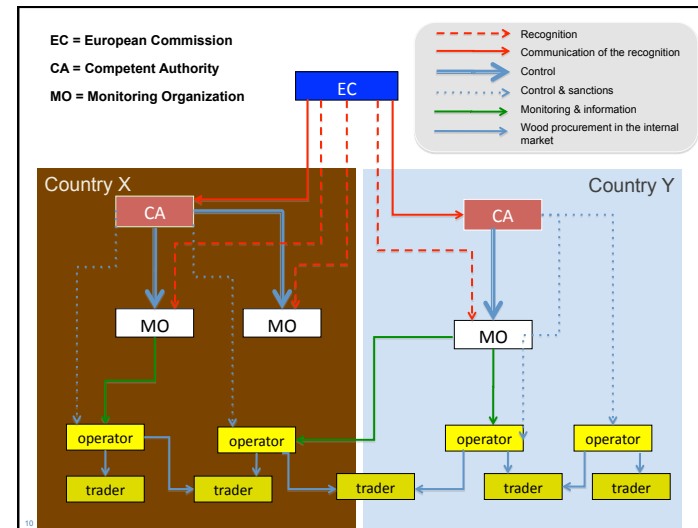 EC = European Commission
CA = Competent Authority
MO = Monitoring Organization
Recognition
Communication of the recognition
Control
Control & sanctions
Monitoring & information
Wood procurement in the internal
market
EC
Country X
Country Y
CA
CA
MO
MO
MO
operator
operator
operator
operator
trader
trader
trader
trader
trader
10